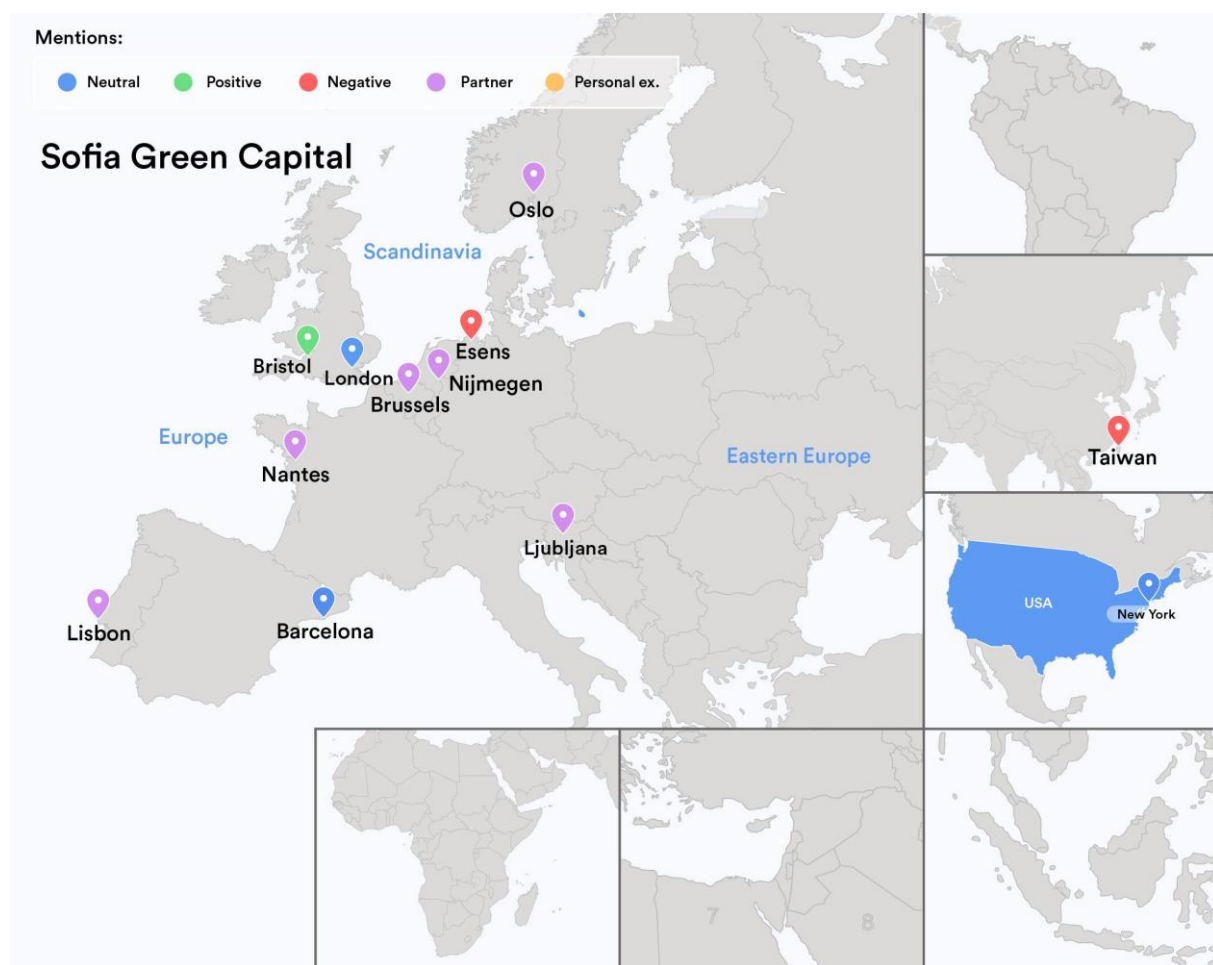 Mentions:
Neutral Positive Negative Partner Personal ex.
Sofia Green Capital
Oslo
Scandinavia
Esens
Bristol
London
Nijmegen
Brussels
Europe
Nantes
Eastern Europe
Taiwan
Ljubljana
Lisbon
Barcelona
USA
New York
7
8